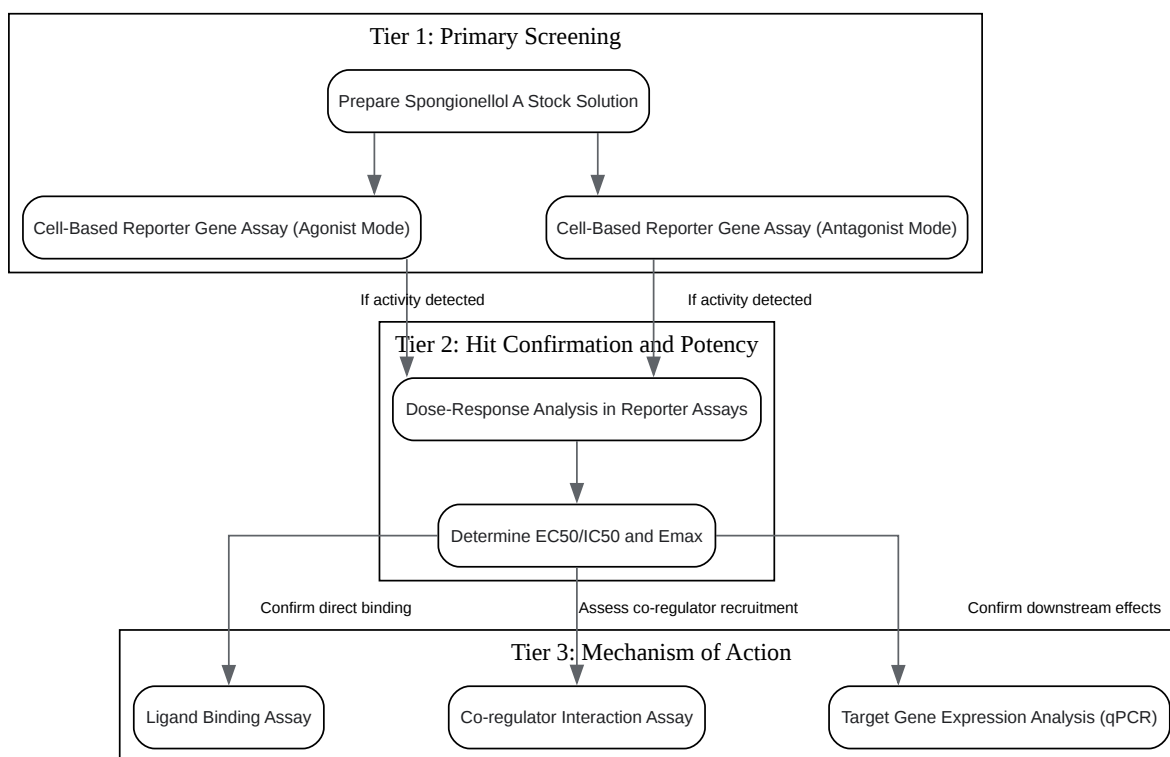 Tier 1: Primary Screening
Prepare Spongionellol A Stock Solution
Cell-Based Reporter Gene Assay (Agonist Mode)
Cell-Based Reporter Gene Assay (Antagonist Mode)
If activity detected
If activity detected
Tier 2: Hit Confirmation and Potency
Dose-Response Analysis in Reporter Assays
Determine EC50/IC50 and Emax
Confirm direct binding
Assess co-regulator recruitment
Confirm downstream effects
Tier 3: Mechanism of Action
Ligand Binding Assay
Co-regulator Interaction Assay
Target Gene Expression Analysis (qPCR)